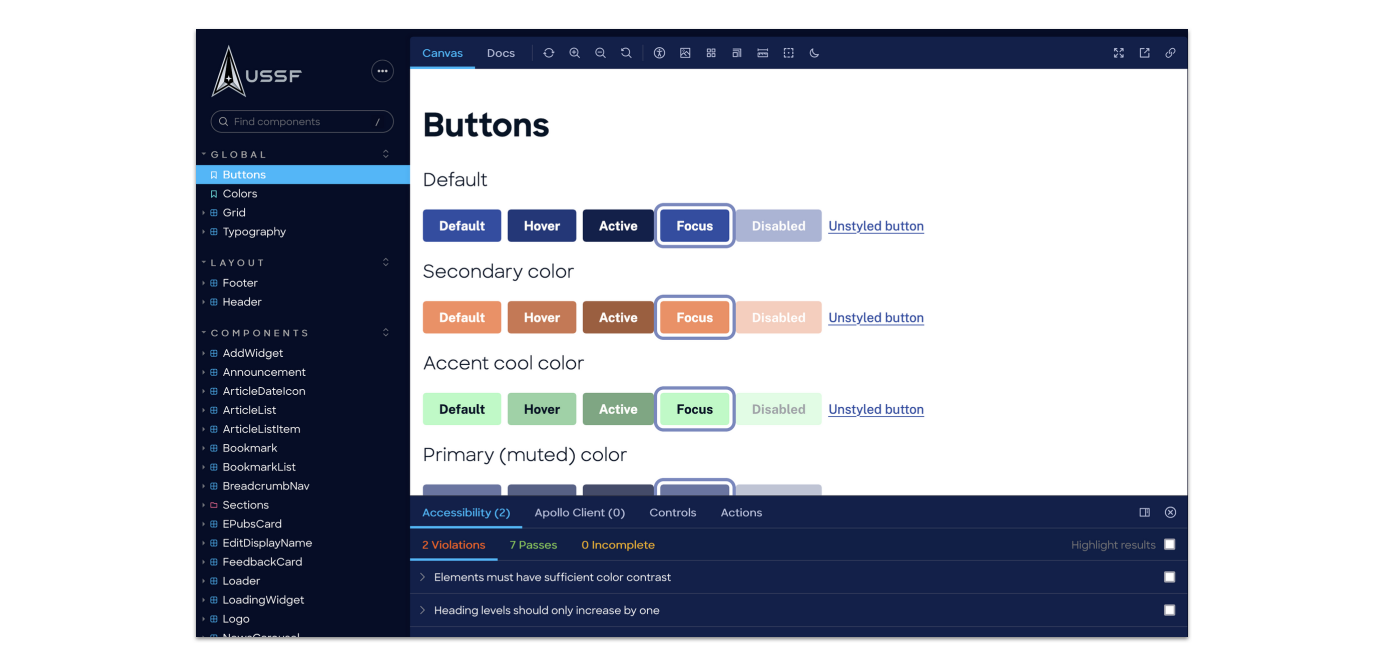 USSF
Find components /
GLOBAL
Buttons
Colors
Grid
Typography
LAYOUT
Footer
Header
COMPONENTS
AddWidget
Announcement
ArticleDateIcon
ArticleList
ArticleListItem
Bookmark
BookmarkList
BreadcrumbNav
Sections
EPubsCard
EditDisplayName
FeedbackCard
Loader
LoadingWidget
Logo
NewsCarousel
Canvas Docs
Buttons
Default
Default Hover Active Focus Disabled Unstyled button
Secondary color
Default Hover Active Focus Disabled Unstyled button
Accent cool color
Default Hover Active Focus Disabled Unstyled button
Primary (muted) color
Accessibility (2) Apollo Client (0) Controls Actions
2 Violations 7 Passes 0 Incomplete Highlight results
Elements must have sufficient color contrast
Heading levels should only increase by one